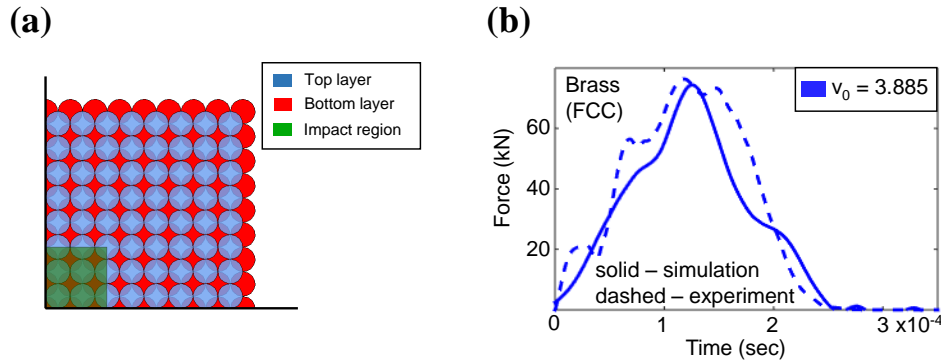 (a)
Top layer
Bottom layer
Impact region
(b)
Brass
(FCC)
v₀ = 3.885
Force (kN)
60
40
20
solid – simulation
dashed – experiment
0
1
2
3 x10⁻⁴
Time (sec)